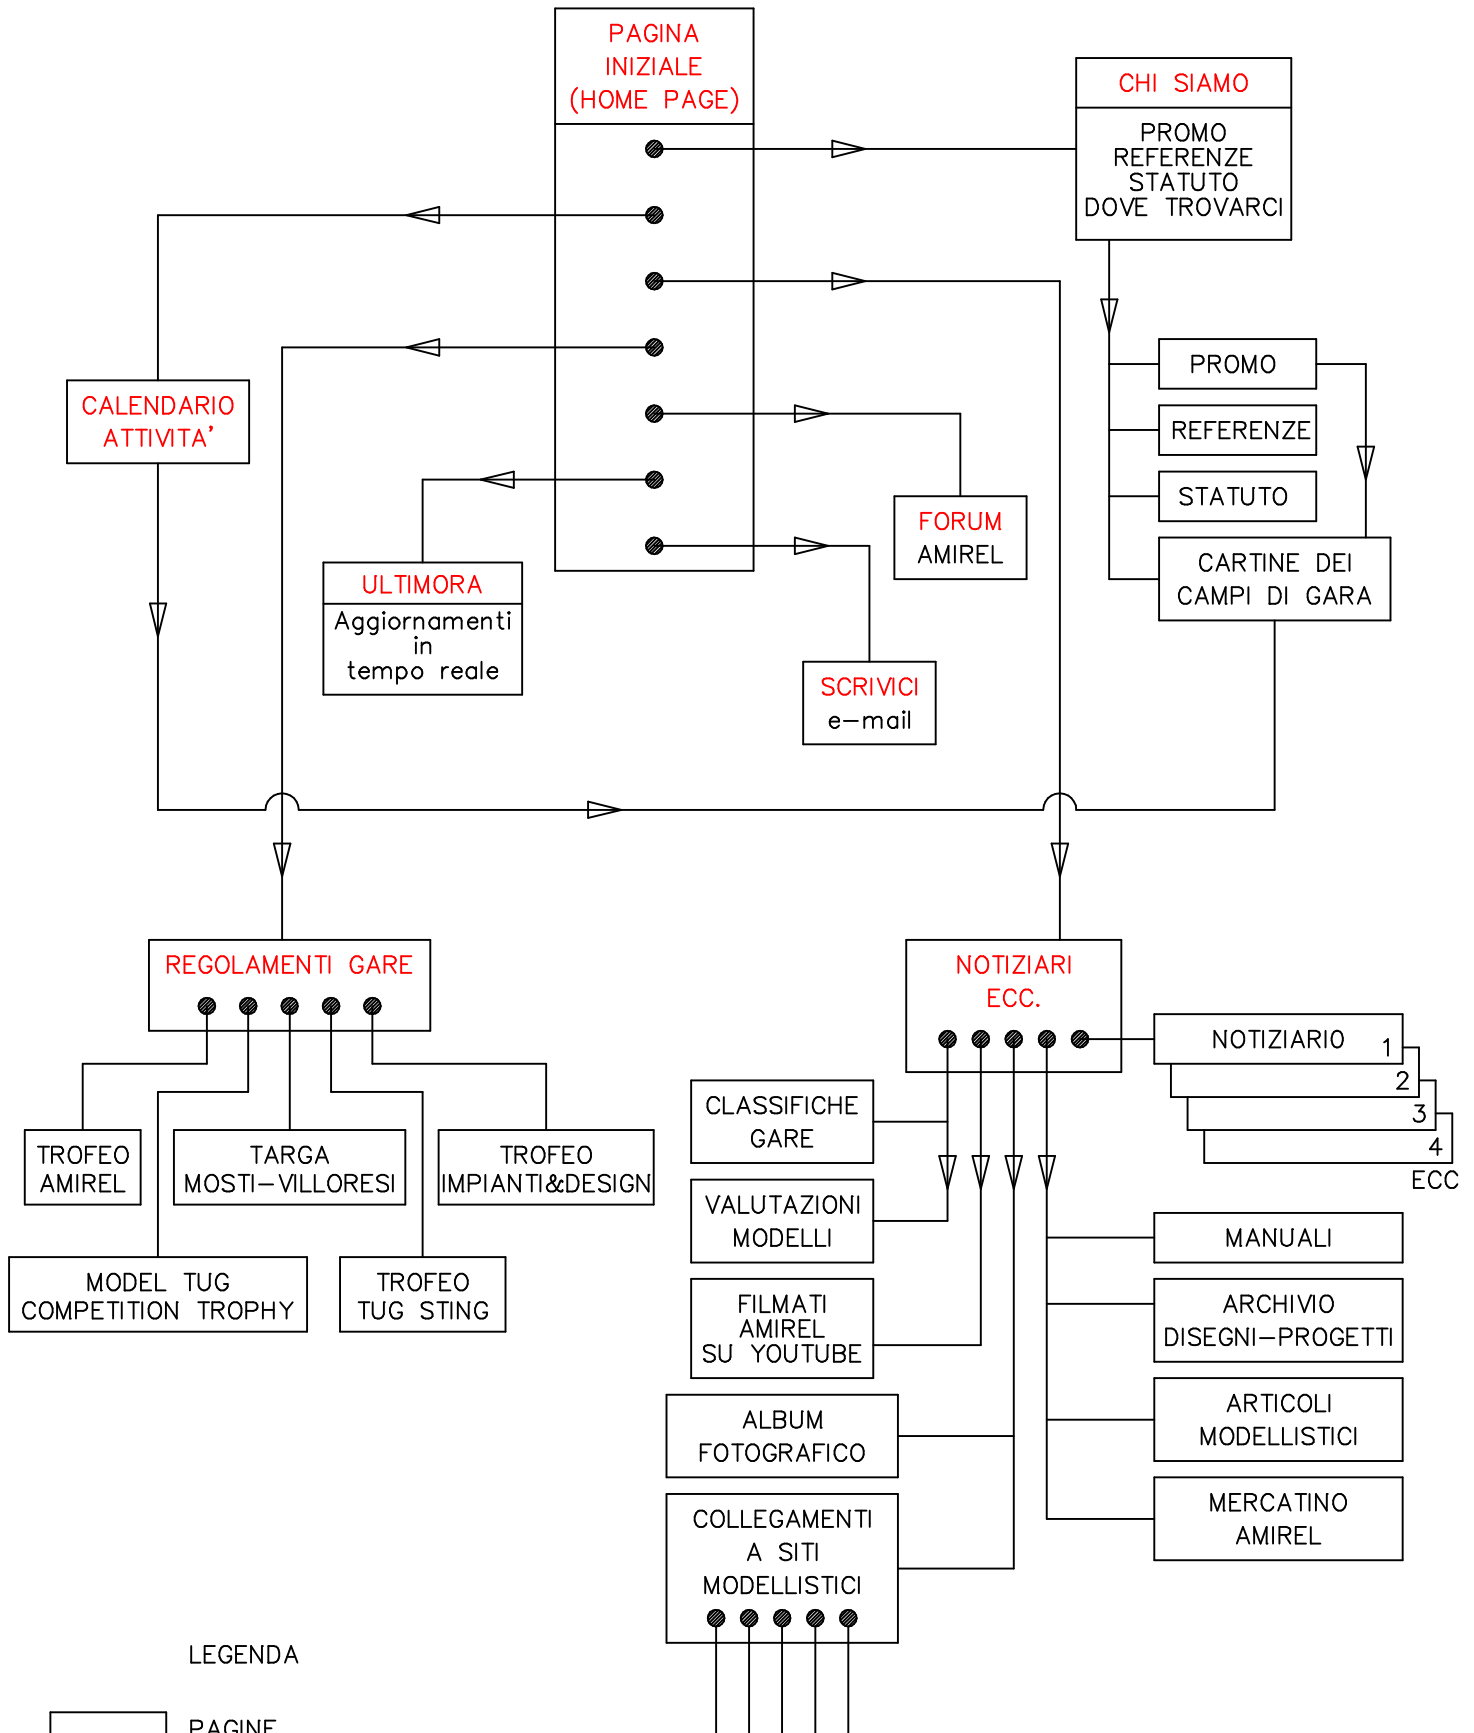 PAGINA
INIZIALE
(HOME PAGE)
CHI SIAMO
PROMO
REFERENZE
STATUTO
DOVE TROVARCI
PROMO
REFERENZE
STATUTO
CARTINE DEI
CAMPI DI GARA
CALENDARIO
ATTIVITA'
FORUM
AMIREL
ULTIMORA
Aggiornamenti
in
tempo reale
SCRIVICI
e-mail
REGOLAMENTI GARE
TROFEO
AMIREL
TARGA
MOSTI-VILLORESI
TROFEO
IMPIANTI&DESIGN
MODEL TUG
COMPETITION TROPHY
TROFEO
TUG STING
NOTIZIARI
ECC.
NOTIZIARIO 1
2
3
4
ECC
CLASSIFICHE
GARE
VALUTAZIONI
MODELLI
FILMATI
AMIREL
SU YOUTUBE
ALBUM
FOTOGRAFICO
COLLEGAMENTI
A SITI
MODELLISTICI
MANUALI
ARCHIVIO
DISEGNI-PROGETTI
ARTICOLI
MODELLISTICI
MERCATINO
AMIREL
LEGENDA
PAGINE